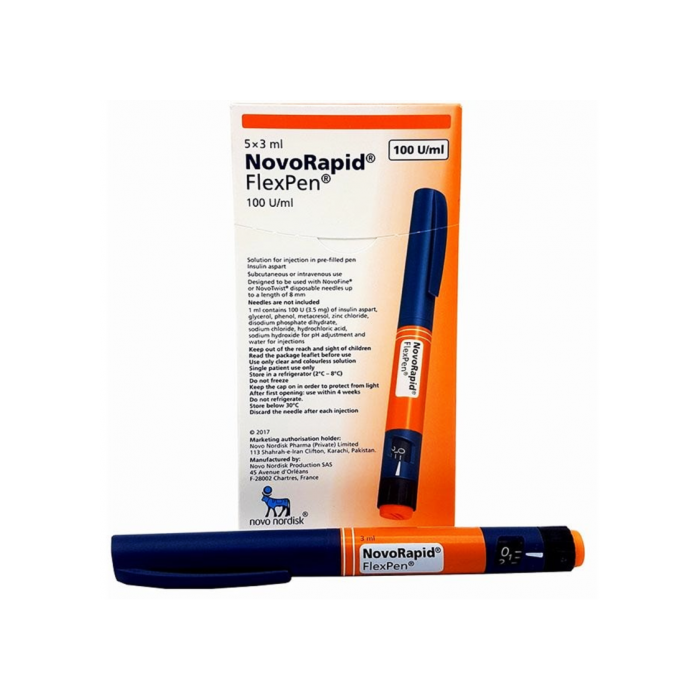 5×3 ml
NovoRapid®
FlexPen®
100 U/ml
100 U/ml
Solution for injection in pre-filled pen
Insulin aspart
Subcutaneous or intravenous use
Designed to be used with NovoFine®
or NovoTwist® disposable needles up
to a length of 8 mm
Needles are not included
1 ml contains 100 U (3.5 mg) of insulin aspart,
glycerol, phenol, metacresol, zinc chloride,
disodium phosphate dihydrate,
sodium chloride, hydrochloric acid,
sodium hydroxide for pH adjustment and
water for injections
Keep out of the reach and sight of children
Read the package leaflet before use
Use only clear and colourless solution
Single patient use only
Store in a refrigerator (2°C – 8°C)
Do not freeze
Keep the cap on in order to protect from light
After first opening: use within 4 weeks
Do not refrigerate.
Store below 30°C
Discard the needle after each injection
© 2017
Marketing authorisation holder:
Novo Nordisk Pharma (Private) Limited
113 Shahrah-e-Iran Clifton, Karachi, Pakistan.
Manufactured by:
Novo Nordisk Production SAS
45 Avenue d'Orléans
F-28002 Chartres, France
novo nordisk®
NovoRapid®
FlexPen®
3 ml
NovoRapid®
FlexPen®
0